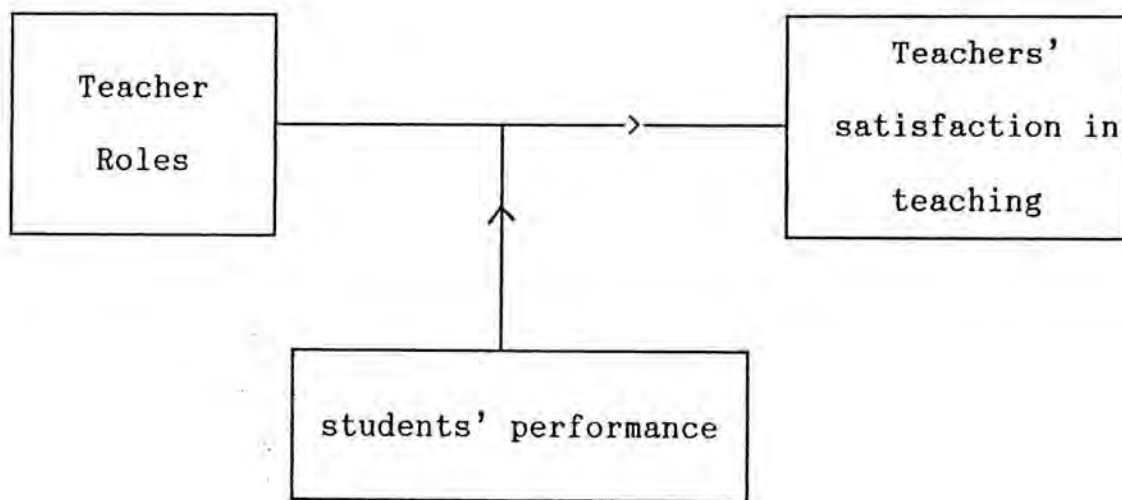 Teacher
Roles
Teachers'
satisfaction in
teaching
students' performance